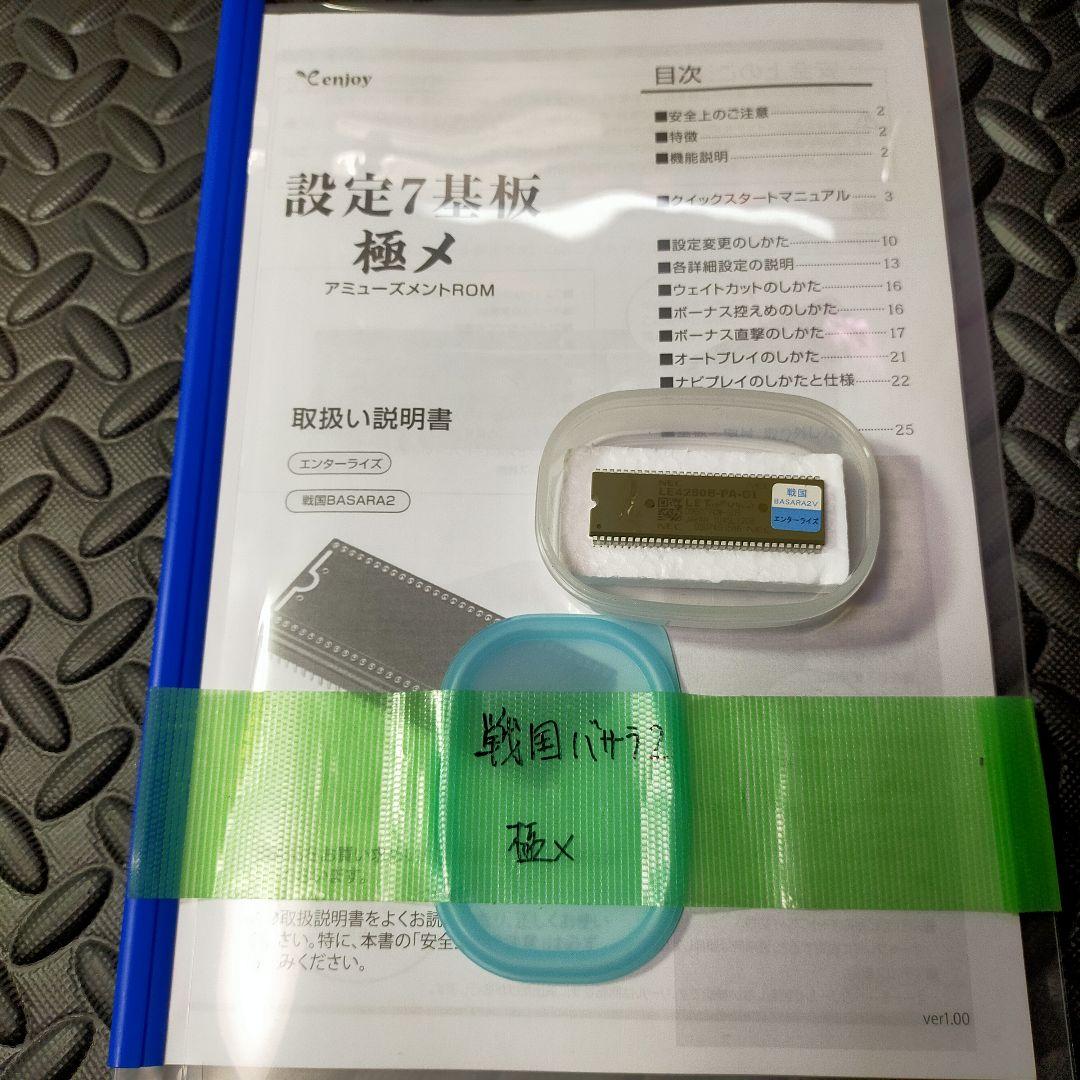 enjoy
設定7基板
極メ
アミューズメントROM
取扱い説明書
エンターライズ
戦国BASARA2
目次
■安全上のご注意 2
■特徴 2
■機能説明 2
■クイックスタートマニュアル 3
■設定変更のしかた 10
■各詳細設定の説明 13
■ウェイトカットのしかた 16
■ボーナス控えめのしかた 16
■ボーナス直撃のしかた 17
■オートプレイのしかた 21
■ナビプレイのしかたと仕様 22
25
NEC
戦国
BASARA2V
エンターライズ
NEC
戦国バサラ2
極メ
取扱説明書をよくお読
さい。特に、本書の「安全
みください。
ver1.00